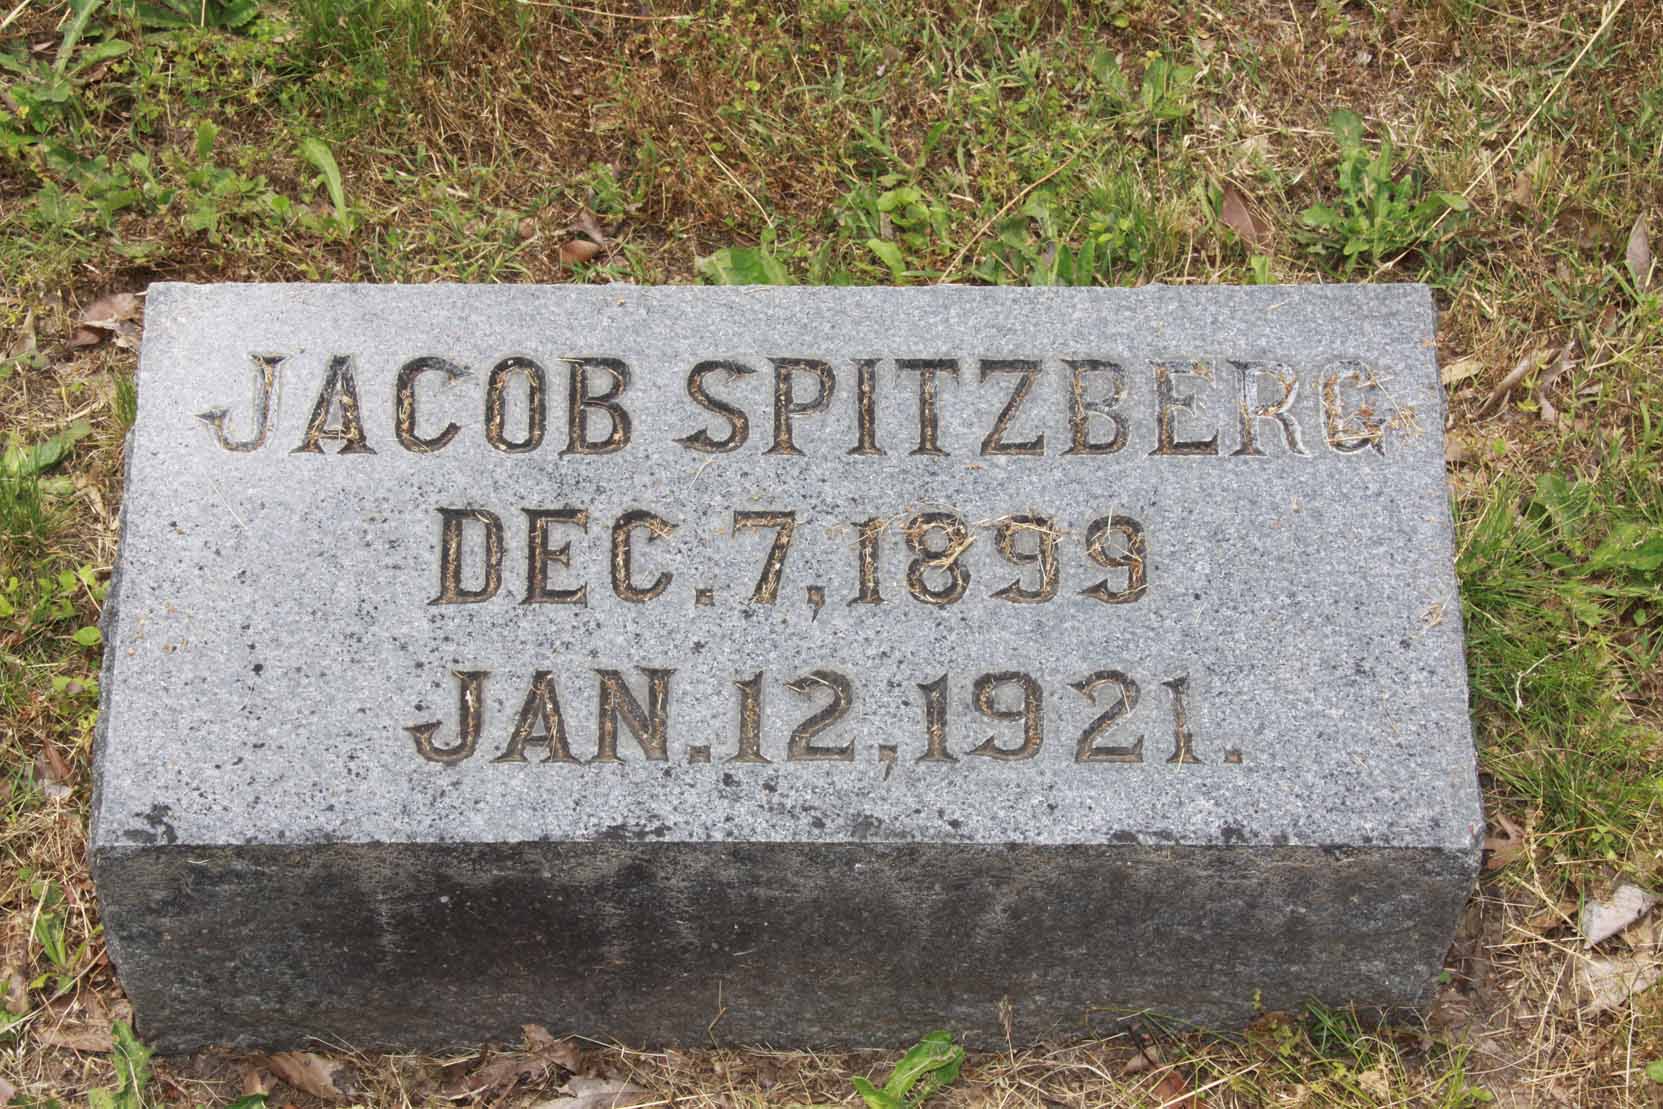 JACOB SPITZBERG
DEC. 7, 1899
JAN. 12, 1921.